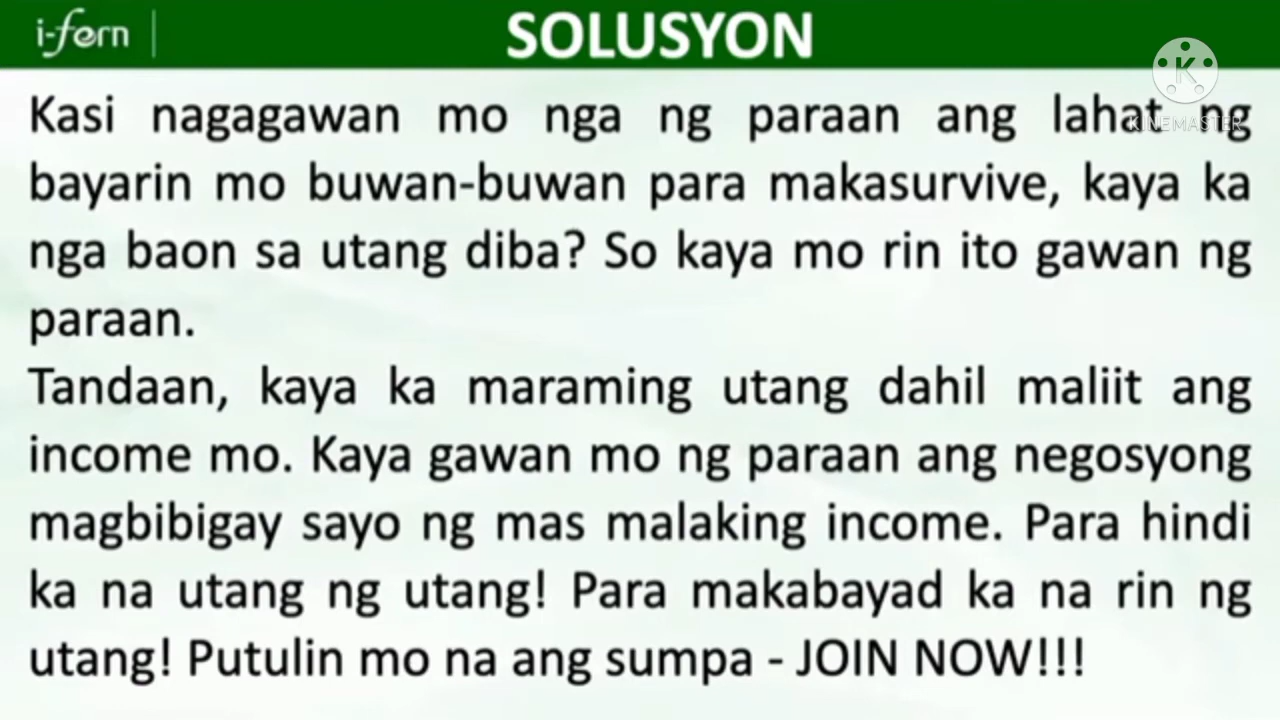 i-fern
SOLUSYON
Kasi nagagawan mo nga ng paraan ang lahat ng
bayarin mo buwan-buwan para makasurvive, kaya ka
nga baon sa utang diba? So kaya mo rin ito gawan ng
paraan.
Tandaan, kaya ka maraming utang dahil maliit ang
income mo. Kaya gawan mo ng paraan ang negosyong
magbibigay sayo ng mas malaking income. Para hindi
ka na utang ng utang! Para makabayad ka na rin ng
utang! Putulin mo na ang sumpa - JOIN NOW!!!
K
KINEMASTER